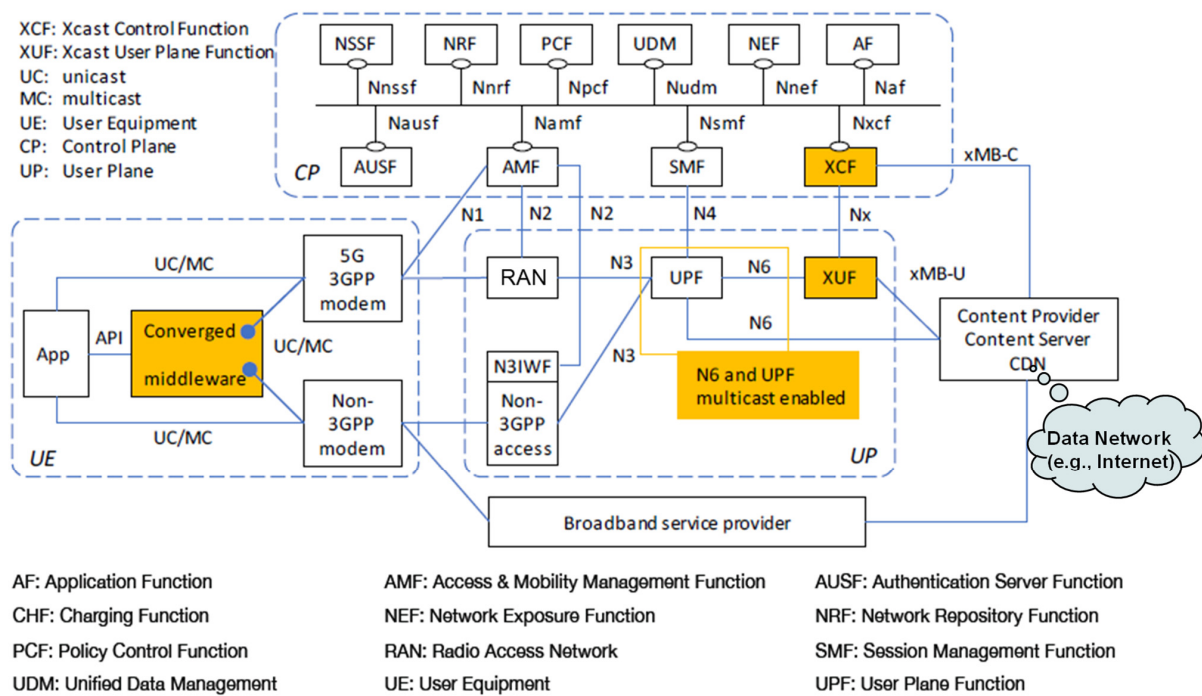 XCF: Xcast Control Function
XUF: Xcast User Plane Function
UC: unicast
MC: multicast
UE: User Equipment
CP: Control Plane
UP: User Plane
NSSF
NRF
PCF
UDM
NEF
AF
Nnssf
Nnrf
Npcf
Nudm
Nnef
Naf
Nausf
Namf
Nsmf
Nxcf
CP
AUSF
AMF
SMF
XCF
xMB-C
N1
N2
N2
N4
Nx
UC/MC
5G
3GPP
modem
RAN
N3
UPF
N6
XUF
xMB-U
App
API
Converged
middleware
UC/MC
N6
N3
Content Provider
Content Server
CDN
N3IWF
Non-
3GPP
access
N6 and UPF
multicast enabled
UC/MC
Non-
3GPP
modem
UE
UP
Data Network
(e.g., Internet)
Broadband service provider
AF: Application Function
AMF: Access & Mobility Management Function
AUSF: Authentication Server Function
CHF: Charging Function
NEF: Network Exposure Function
NRF: Network Repository Function
PCF: Policy Control Function
RAN: Radio Access Network
SMF: Session Management Function
UDM: Unified Data Management
UE: User Equipment
UPF: User Plane Function